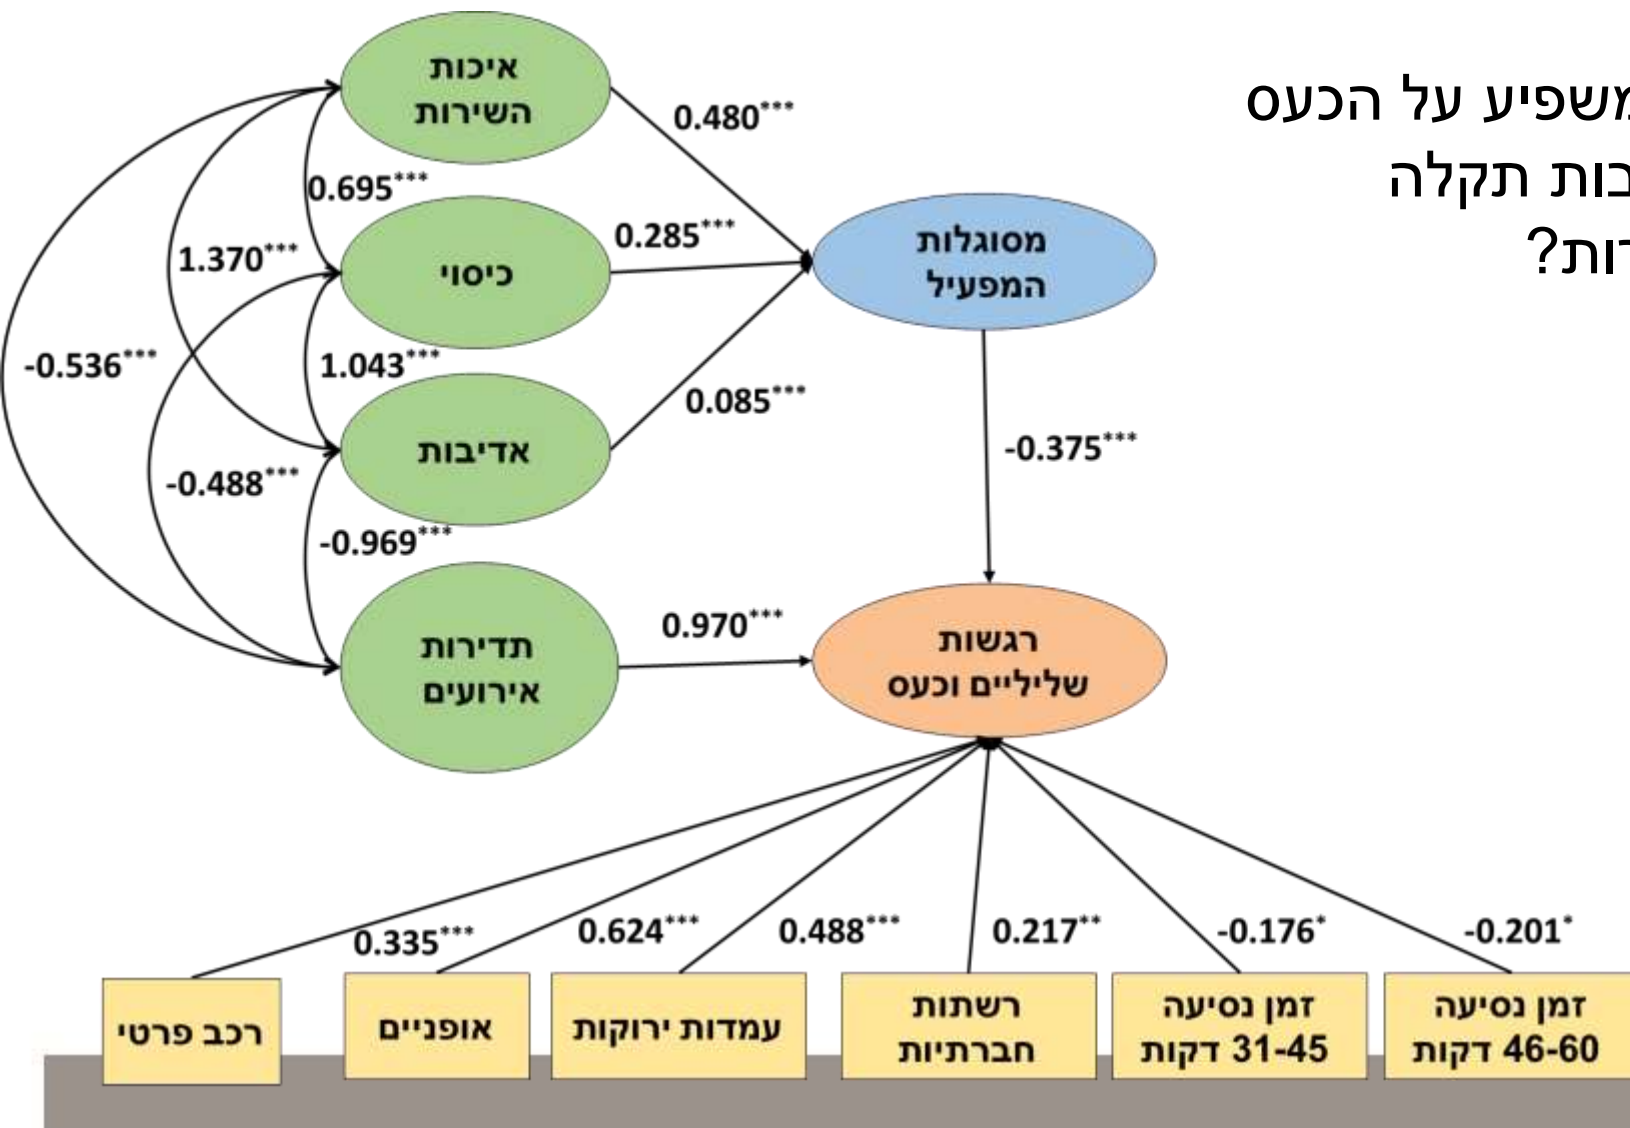 משפיע על הכעס
תקלה
איכות
השירות
0.480***
0.695***
כיסוי
0.285***
מסוגלות
המפעיל
1.370***
-0.536***
1.043***
0.085***
אדיבות
-0.375***
-0.488***
-0.969***
תדירות
אירועים
0.970***
רגשות
שליליים וכעס
0.335***
0.624***
0.488***
0.217**
-0.176*
-0.201*
רכב פרטי
אופניים
עמדות ירוקות
רשתות
חברתיות
זמן נסיעה
31-45 דקות
זמן נסיעה
46-60 דקות